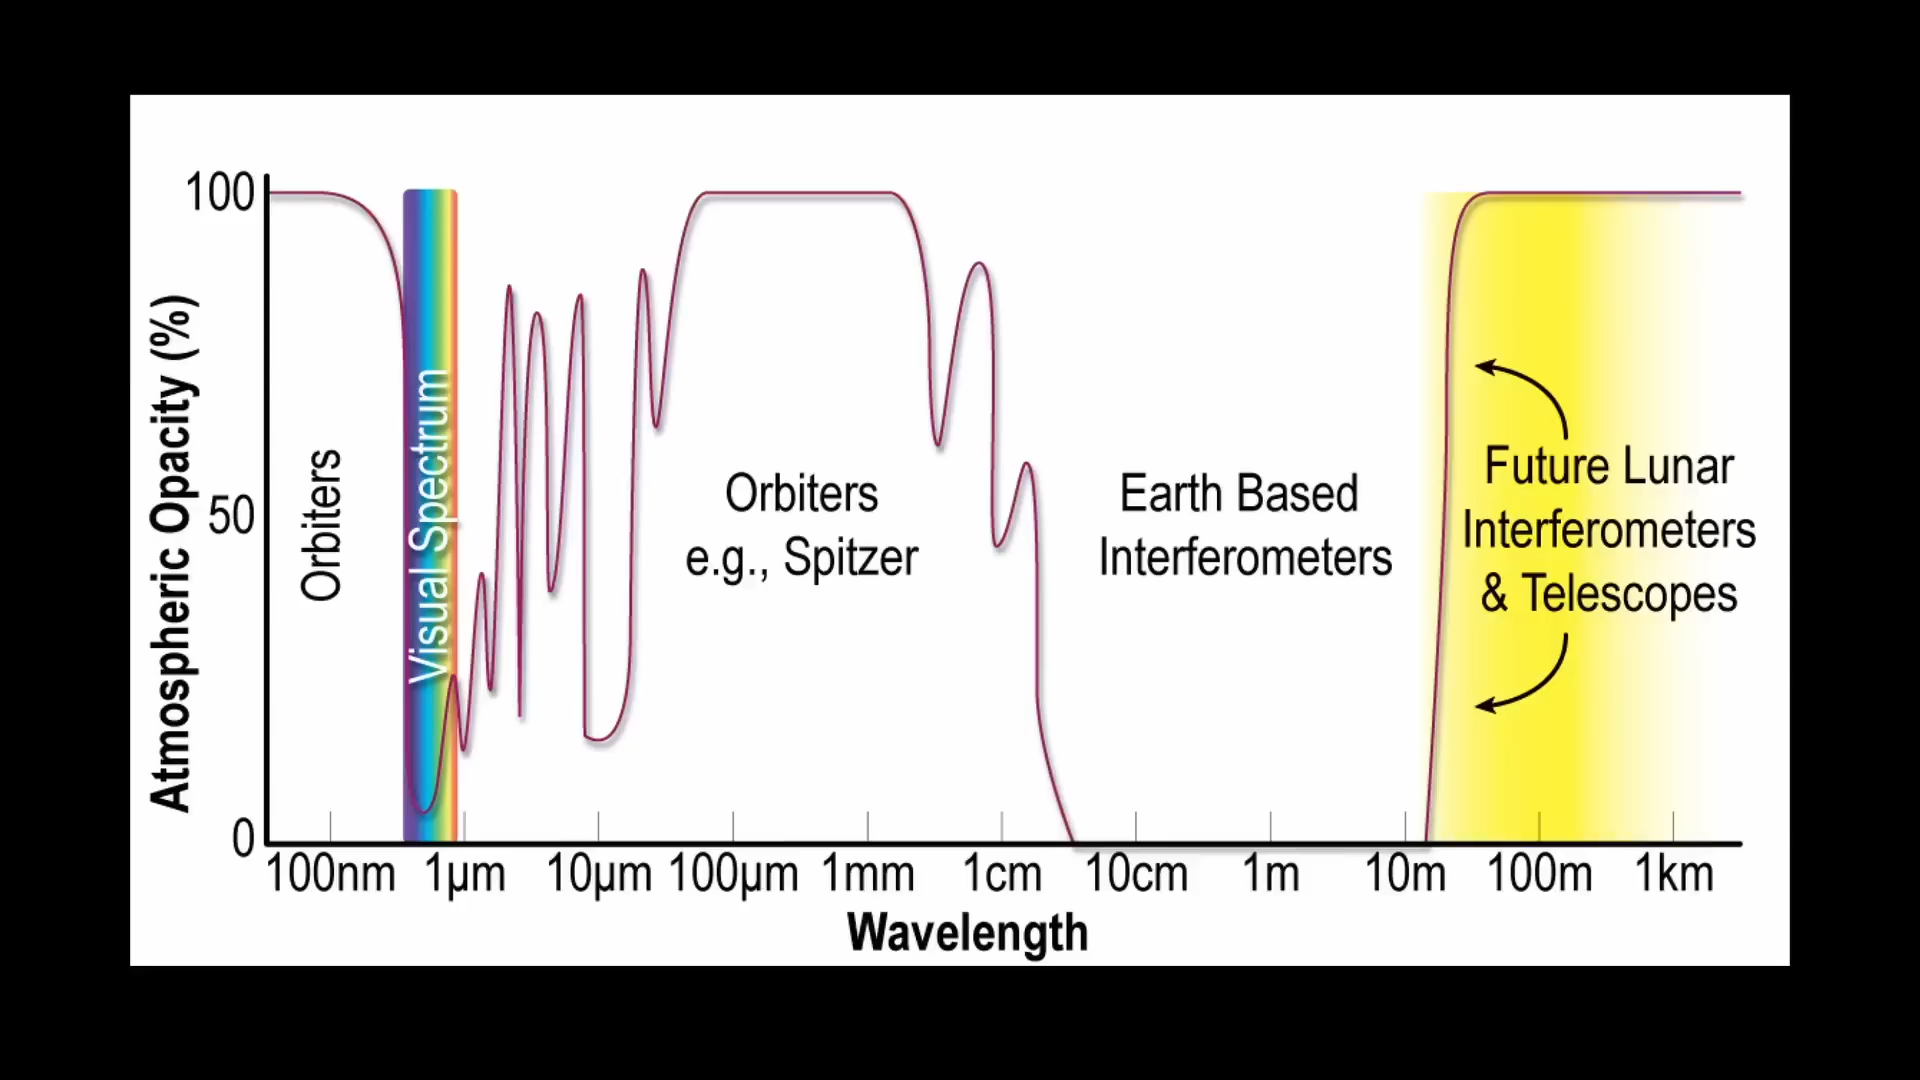 100
50
0
Atmospheric Opacity (%)
Orbiters
Visual Spectrum
Orbiters
e.g., Spitzer
Earth Based
Interferometers
Future Lunar
Interferometers
& Telescopes
100nm 1µm 10µm 100µm 1mm 1cm 10cm 1m 10m 100m 1km
Wavelength